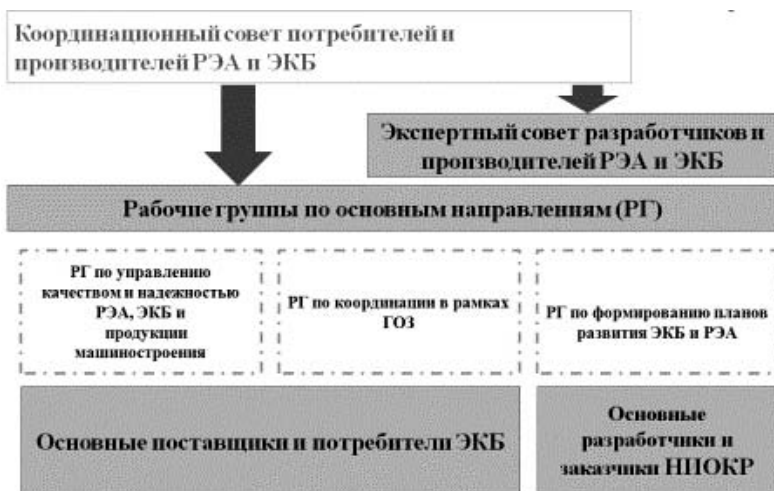 Координационный совет потребителей и
производителей РЭА и ЭКБ
Экспертный совет разработчиков и
производителей РЭА и ЭКБ
Рабочие группы по основным направлениям (РГ)
РГ по управлению
качеством и надежностью
РЭА, ЭКБ и
продукции
машиностроения
РГ по координации в рамках
ГОЗ
РГ по формированию планов
развития ЭКБ и РЭА
Основные поставщики и потребители ЭКБ
Основные
разработчики и
заказчики НИОКР